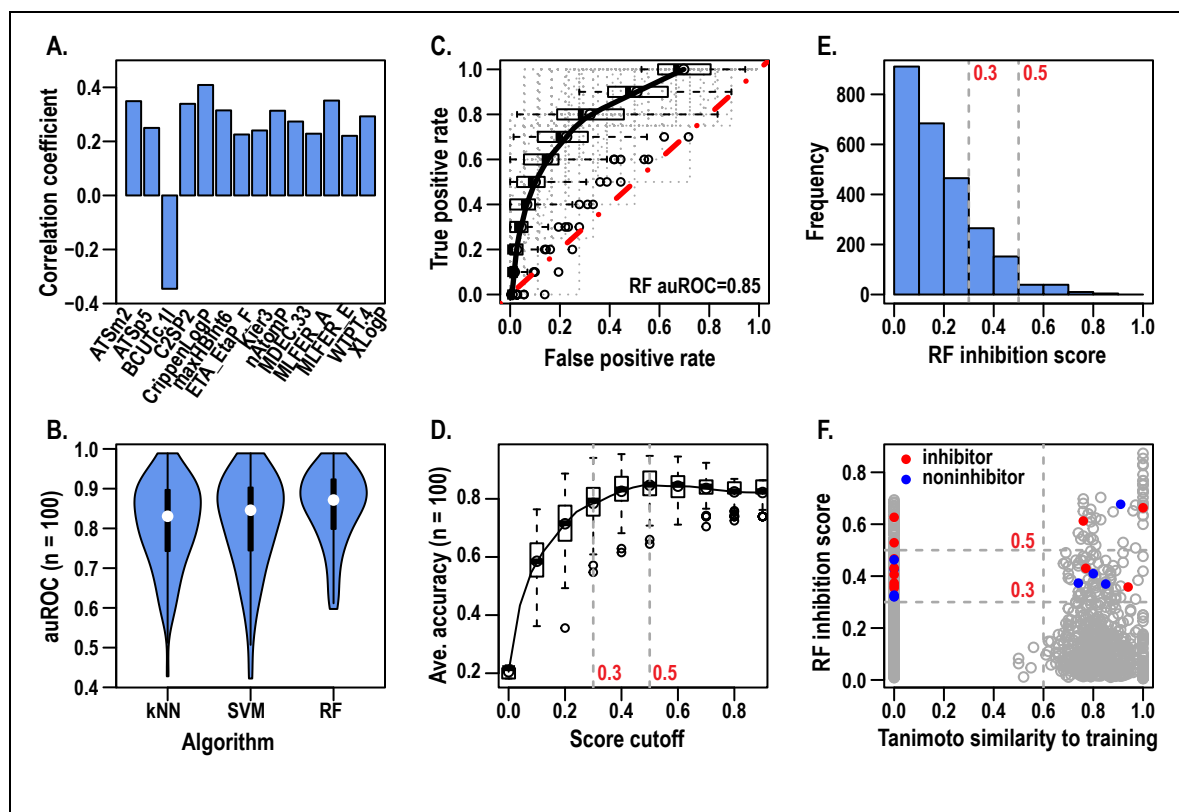 A.
Correlation coefficient
0.4
0.2
0.0
−0.2
−0.4
ATSm2
ATSp5
BCUTc.1l
C2SP2
CrippenLogP
maxHBint6
ETA_EtaP_F
Kier3
nAtomP
MDEC.33
MLFER_A
MLFER_E
WTPT.4
XLogP
B.
auROC (n = 100)
1.0
0.9
0.8
0.7
0.6
0.5
0.4
kNN SVM RF
Algorithm
C.
True positive rate
1.0
0.8
0.6
0.4
0.2
0.0
RF auROC=0.85
0.0 0.2 0.4 0.6 0.8 1.0
False positive rate
D.
Ave. accuracy (n = 100)
0.8
0.6
0.4
0.2
0.3 0.5
0.0 0.2 0.4 0.6 0.8
Score cutoff
E.
0.3 0.5
Frequency
800
600
400
200
0
0.0 0.2 0.4 0.6 0.8 1.0
RF inhibition score
F.
inhibitor
noninhibitor
RF inhibition score
0.8
0.6
0.4
0.2
0.0
0.5
0.3
0.0 0.2 0.4 0.6 0.8 1.0
Tanimoto similarity to training